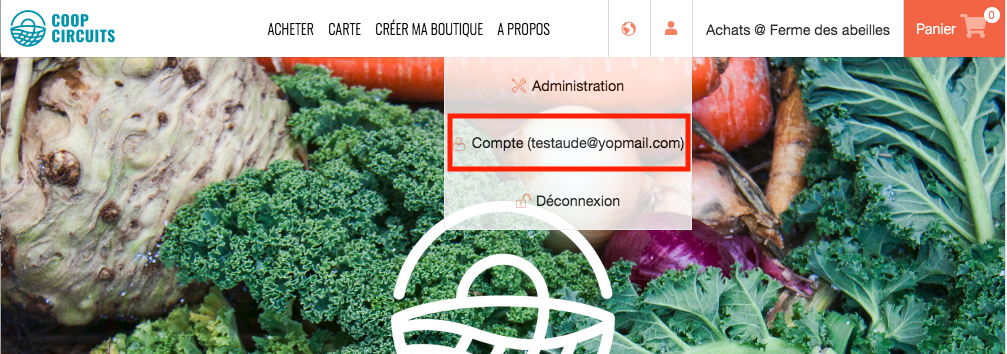 COOP
CIRCUITS
ACHETER CARTE CRÉER MA BOUTIQUE A PROPOS
Achats @ Ferme des abeilles
Panier 0
Administration
Compte (testaude@yopmail.com)
Déconnexion